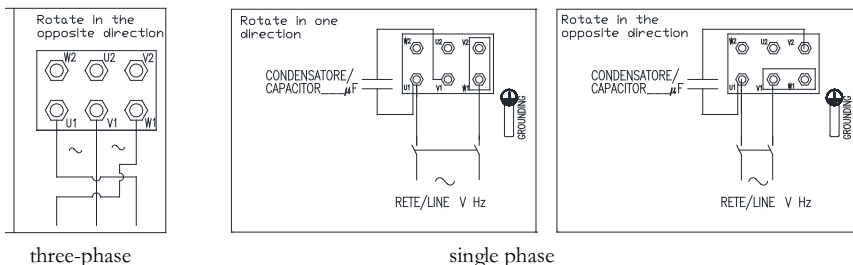 Rotate in the
opposite direction
W2 U2 V2
U1 V1 W1
three-phase
Rotate in one
direction
W2 U2 V2
CONDENSATORE/
CAPACITOR___μF
U1 V1 W1
GROUNDING
RETE/LINE V Hz
Rotate in the
opposite direction
W2 U2 V2
CONDENSATORE/
CAPACITOR___μF
U1 V1 W1
GROUNDING
RETE/LINE V Hz
single phase